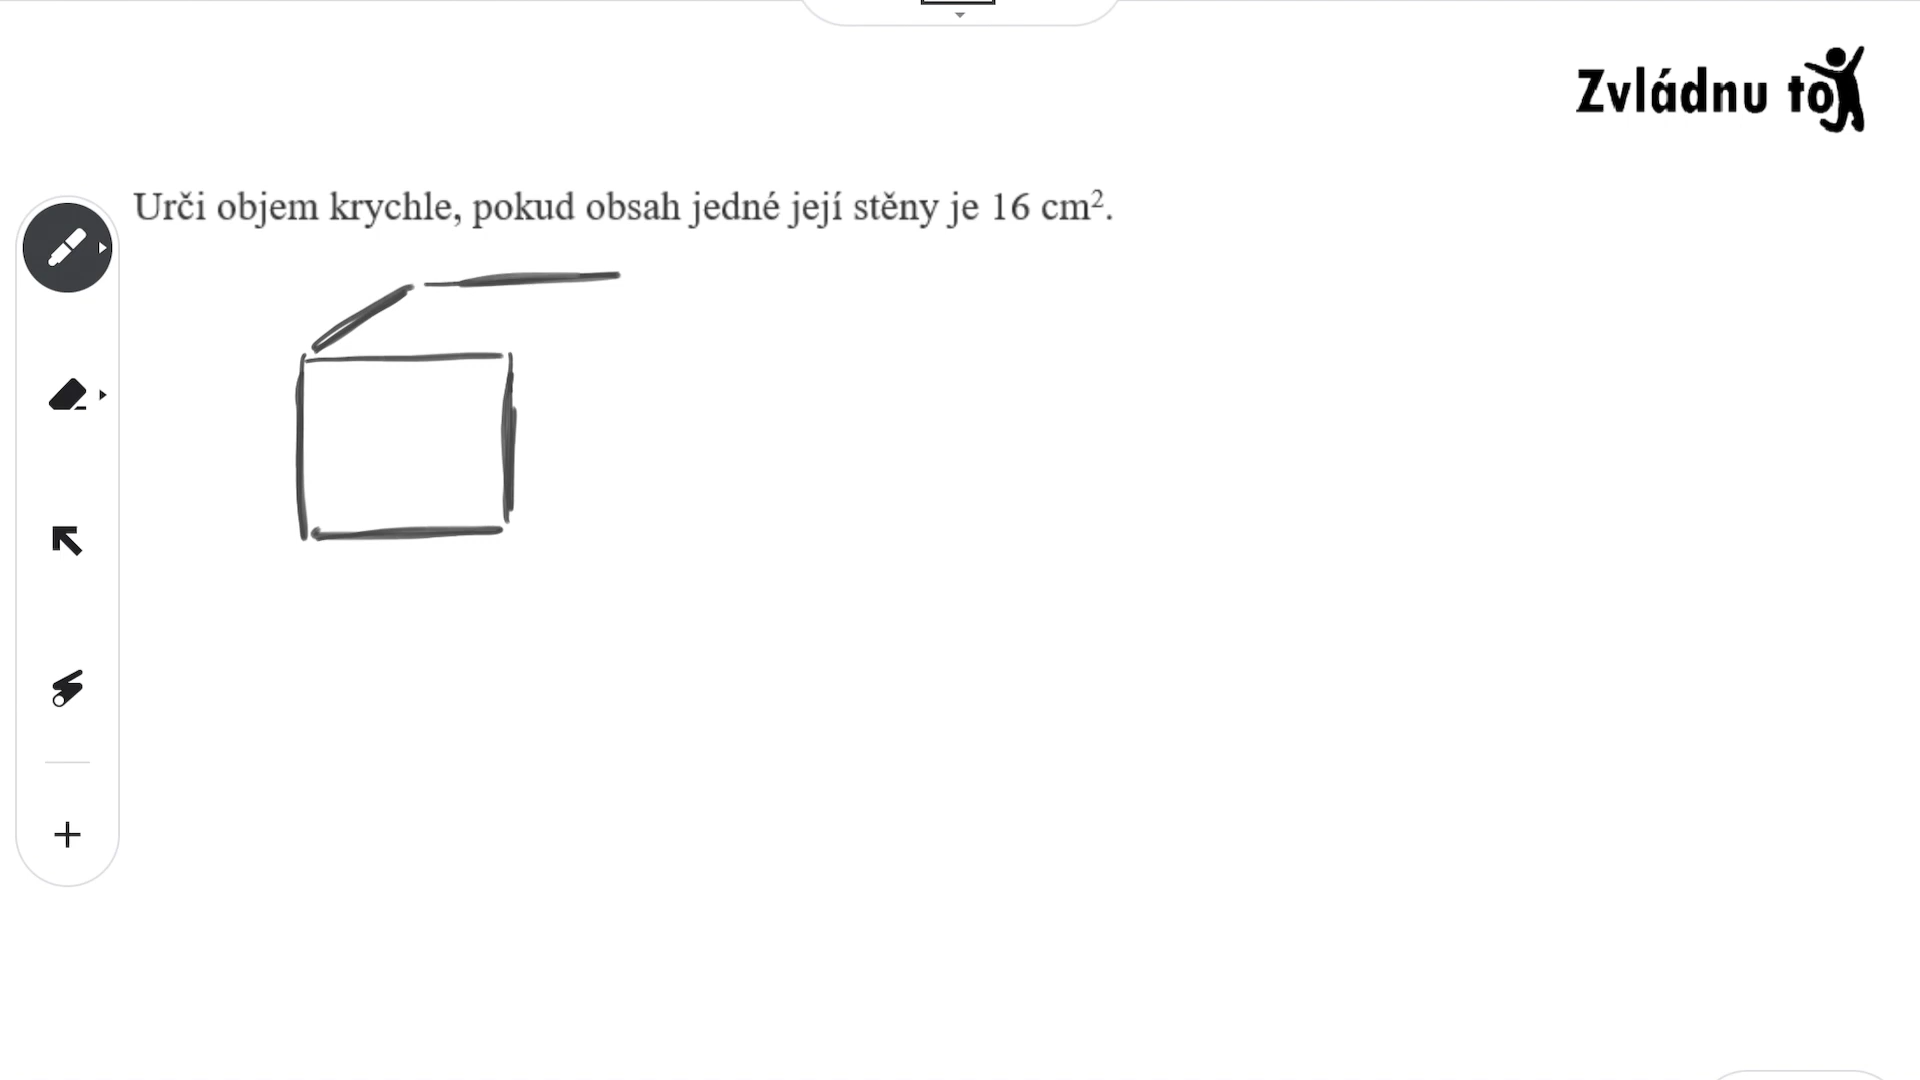 Zvládnu to
Urči objem krychle, pokud obsah jedné její stěny je 16 cm².